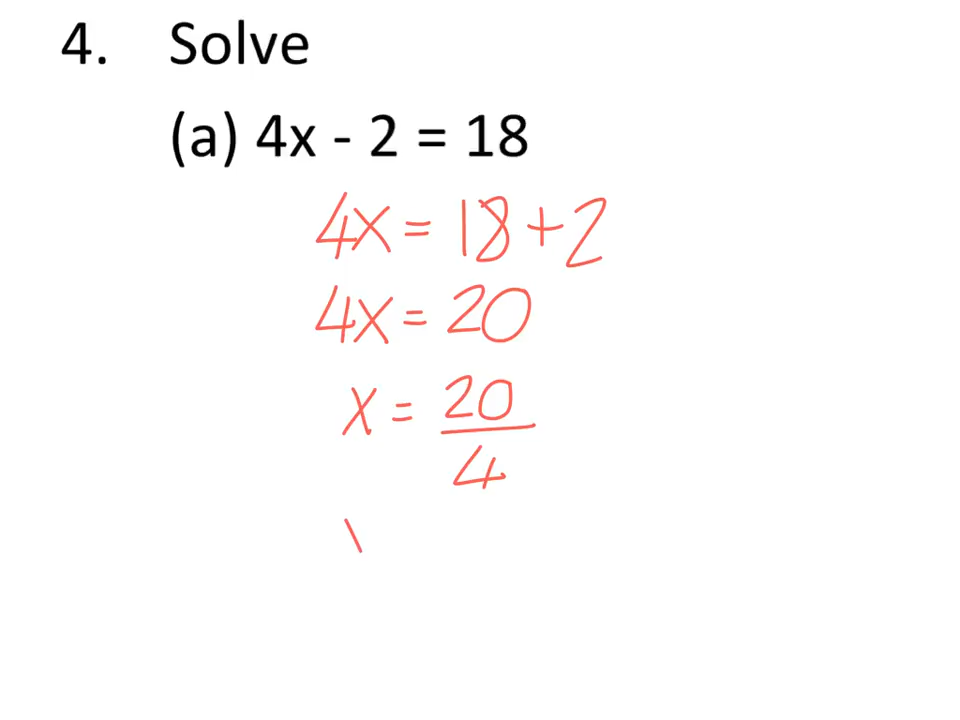 4. Solve
(a) 4x - 2 = 18
4x = 18 + 2
4x = 20
x = 20/4